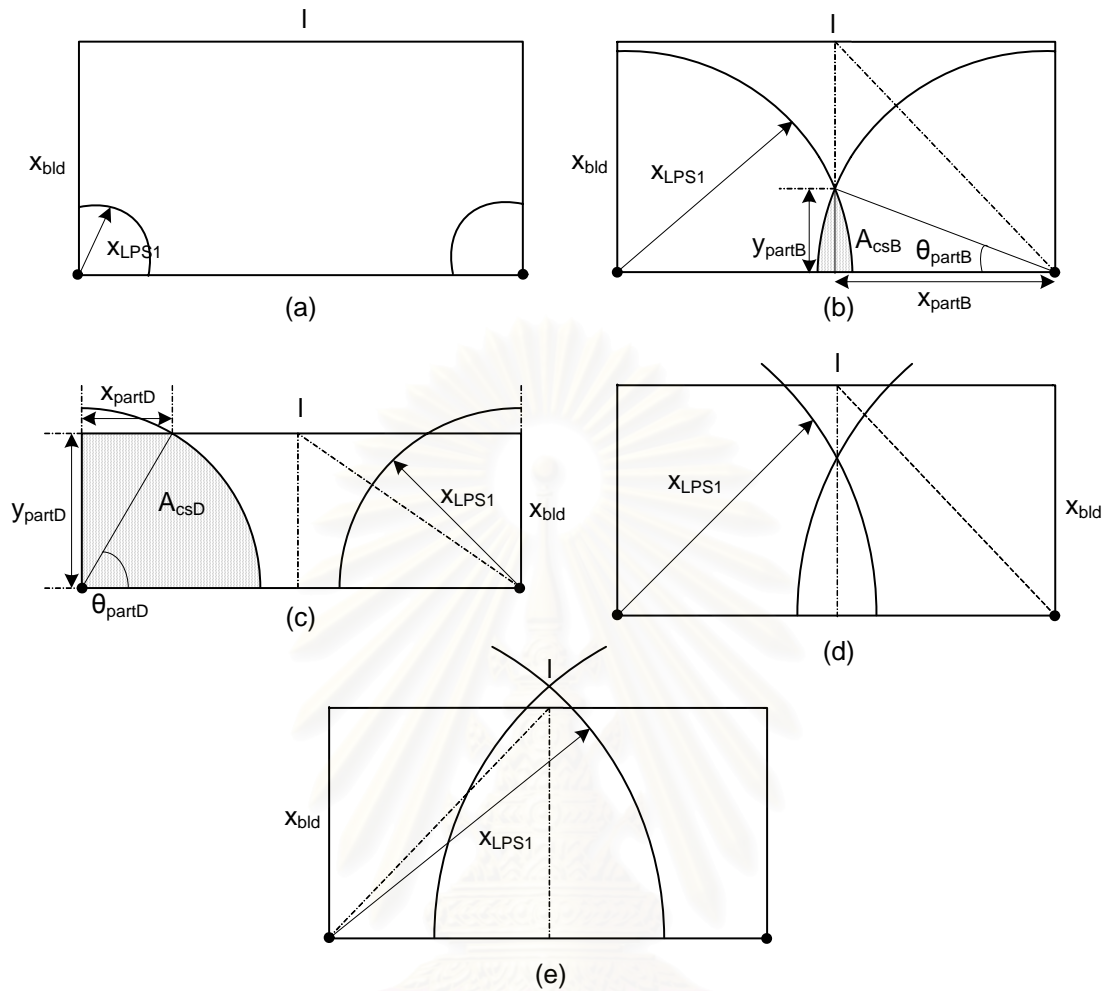 l
x_bld
x_LPS1
(a)
l
x_bld
x_LPS1
y_partB
A_csB
θ_partB
x_partB
(b)
x_partD
l
y_partD
A_csD
x_LPS1
x_bld
θ_partD
(c)
l
x_LPS1
x_bld
(d)
l
x_bld
x_LPS1
(e)